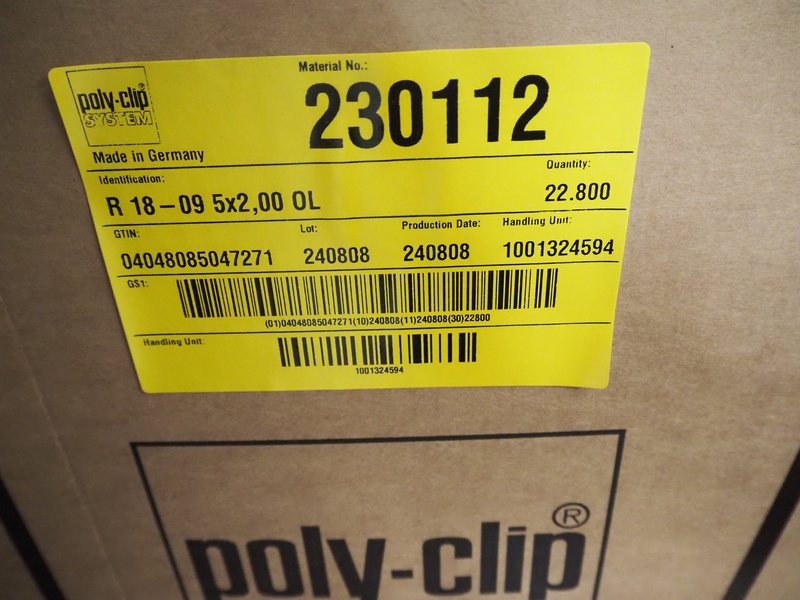 poly-clip®
SYSTEM
Made in Germany
Material No.:
230112
Identification:
R 18-09 5x2,00 OL
Quantity:
22.800
GTIN:
04048085047271
Lot:
240808
Production Date:
240808
Handling Unit:
1001324594
GS1:
(01)04048085047271(10)240808(11)240808(30)22800
Handling Unit:
1001324594
poly-clip®